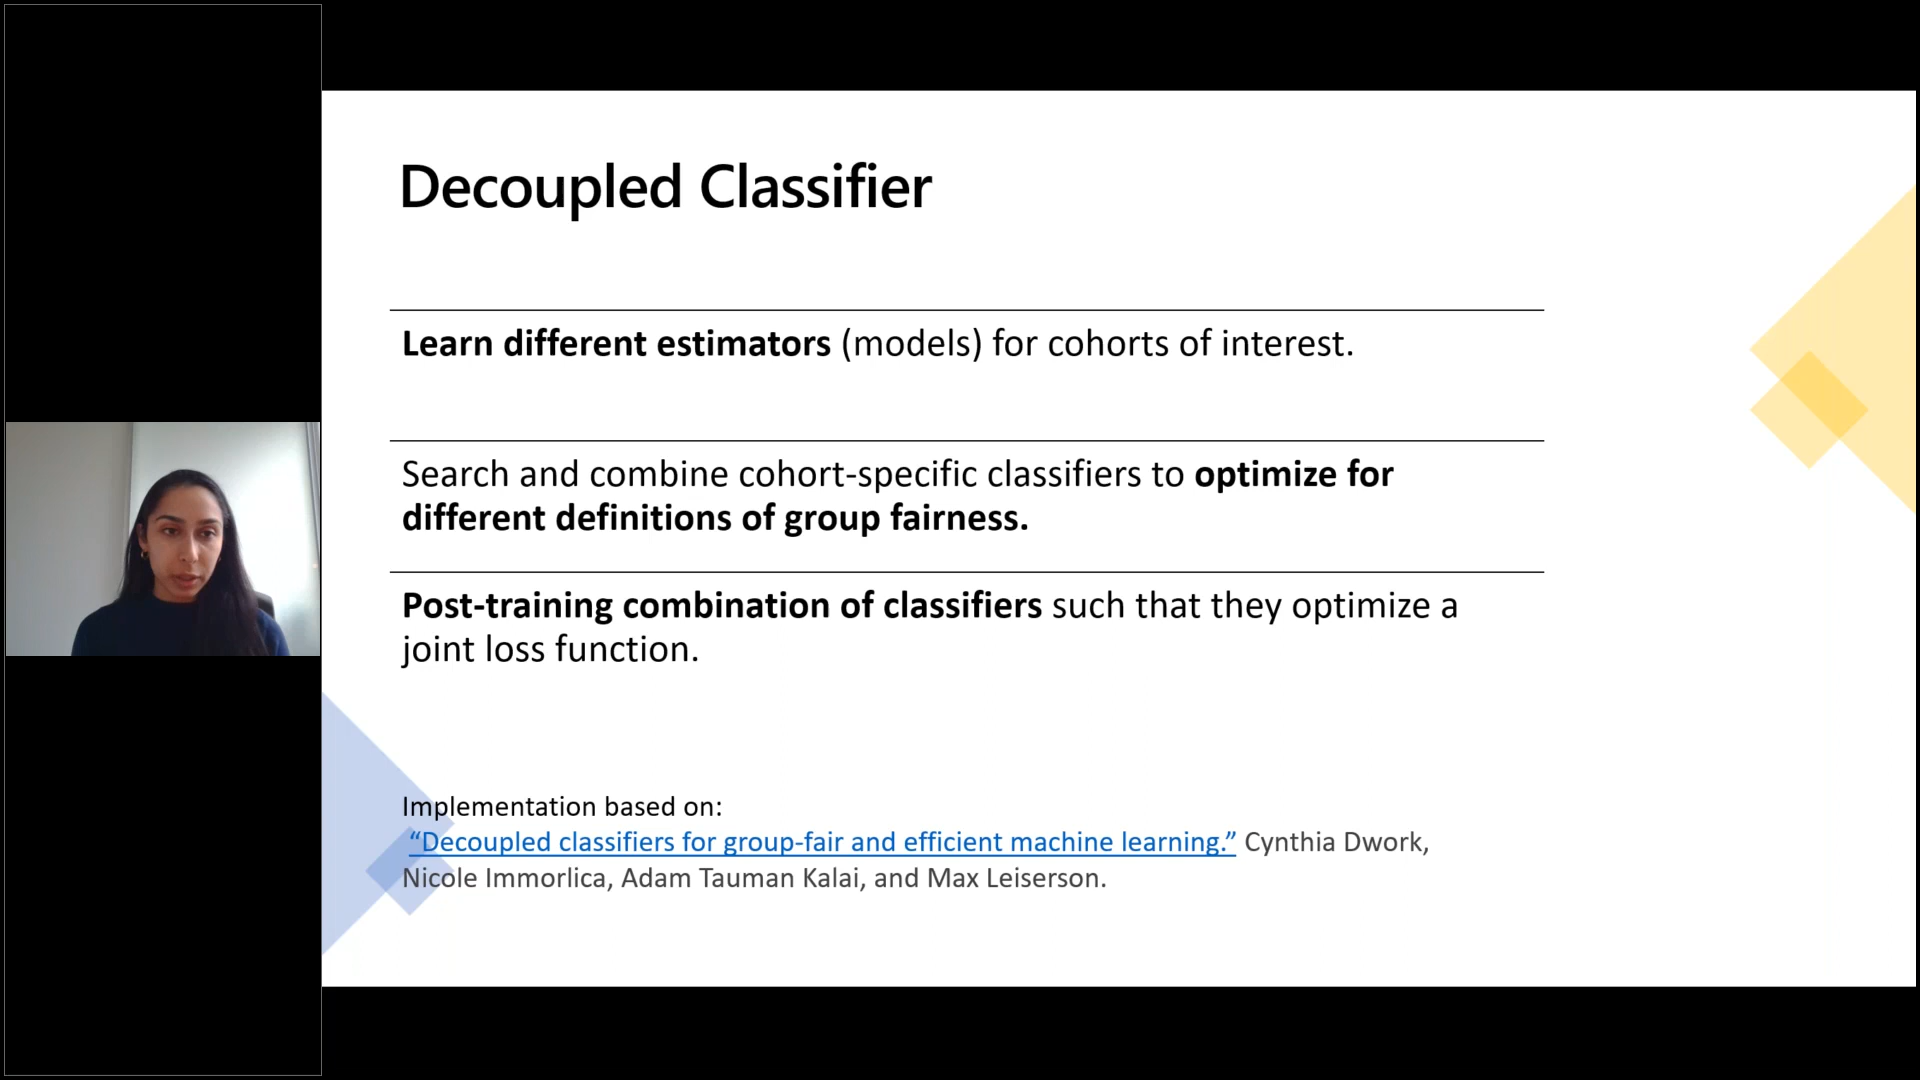 Decoupled Classifier
Learn different estimators (models) for cohorts of interest.
Search and combine cohort-specific classifiers to optimize for
different definitions of group fairness.
Post-training combination of classifiers such that they optimize a
joint loss function.
Implementation based on:
“Decoupled classifiers for group-fair and efficient machine learning.” Cynthia Dwork,
Nicole Immorlica, Adam Tauman Kalai, and Max Leiserson.